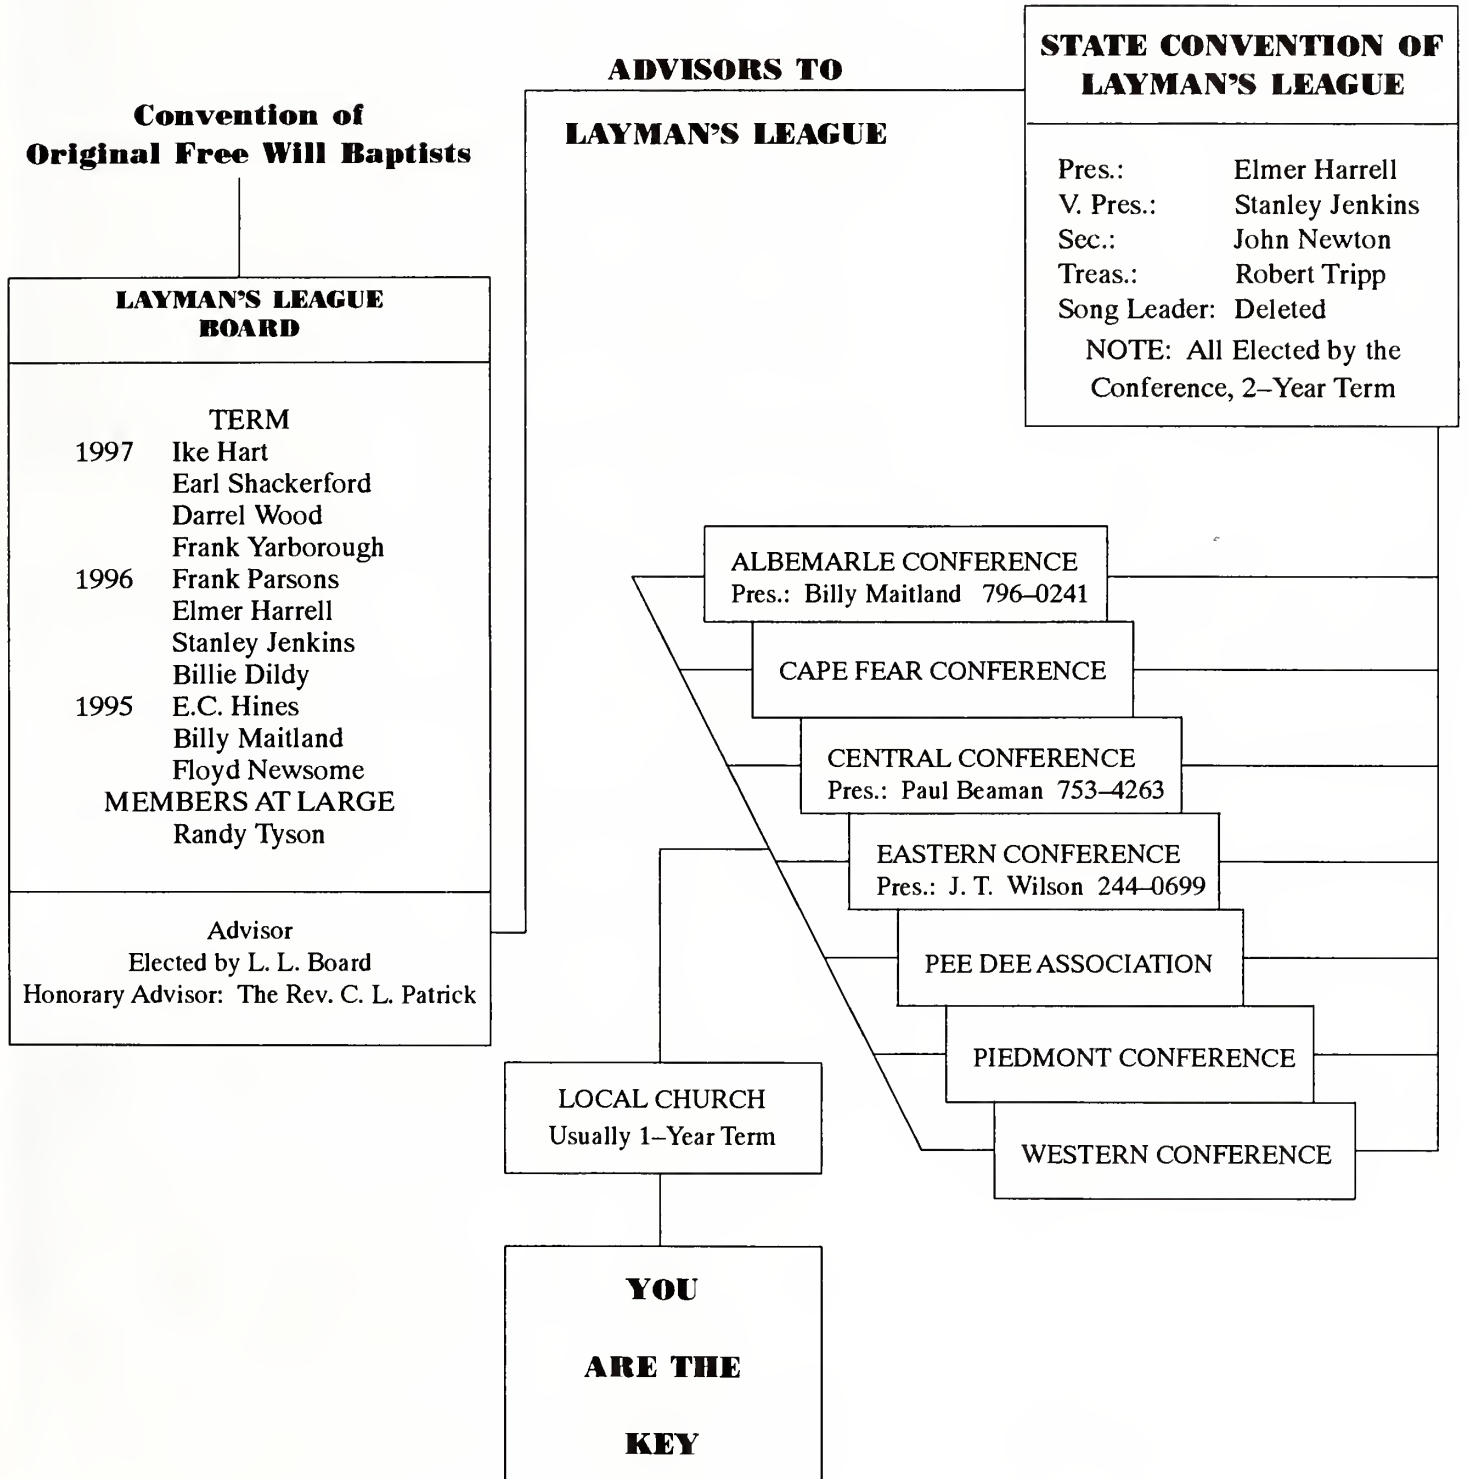 Convention of
Original Free Will Baptists
LAYMAN'S LEAGUE
BOARD
TERM
1997 Ike Hart
Earl Shackerford
Darrel Wood
Frank Yarborough
1996 Frank Parsons
Elmer Harrell
Stanley Jenkins
Billie Dildy
1995 E.C. Hines
Billy Maitland
Floyd Newsome
MEMBERS AT LARGE
Randy Tyson
Advisor
Elected by L. L. Board
Honorary Advisor: The Rev. C. L. Patrick
ADVISORS TO
LAYMAN'S LEAGUE
STATE CONVENTION OF
LAYMAN'S LEAGUE
Pres.: Elmer Harrell
V. Pres.: Stanley Jenkins
Sec.: John Newton
Treas.: Robert Tripp
Song Leader: Deleted
NOTE: All Elected by the
Conference, 2–Year Term
ALBEMARLE CONFERENCE
Pres.: Billy Maitland 796–0241
CAPE FEAR CONFERENCE
CENTRAL CONFERENCE
Pres.: Paul Beaman 753–4263
EASTERN CONFERENCE
Pres.: J. T. Wilson 244–0699
PEE DEE ASSOCIATION
PIEDMONT CONFERENCE
WESTERN CONFERENCE
LOCAL CHURCH
Usually 1–Year Term
YOU
ARE THE
KEY